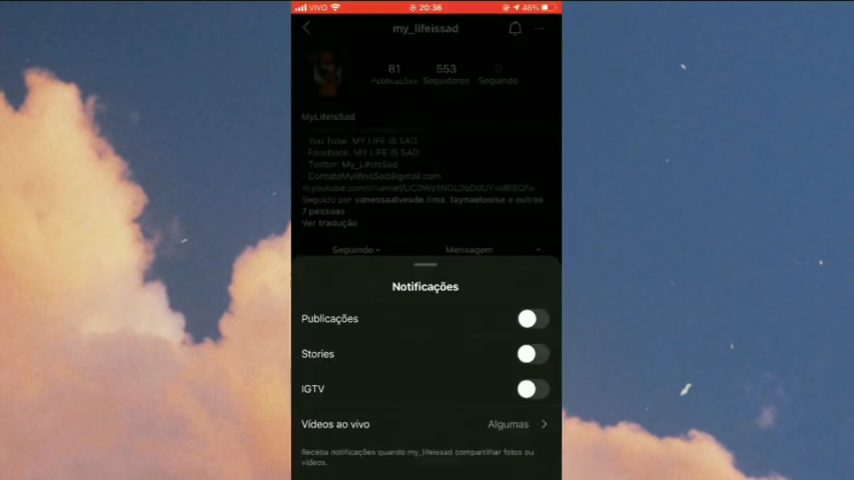 VIVO 20:36 46%
my_lifeissad
81 553 0
Publicações Seguidores Seguindo
MyLifeIsSad
- You Tube: MY LIFE IS SAD
- Facebook: MY LIFE IS SAD
- Twitter: My_LifeIsSad
- ContatoMylifeisSad@gmail.com
Seguido por vanessaalvesde.lima, taynaelouise e outras
7 pessoas
Ver tradução
Seguindo Mensagem
Notificações
Publicações
Stories
IGTV
Vídeos ao vivo Algumas
Receba notificações quando my_lifeissad compartilhar fotos ou
vídeos.